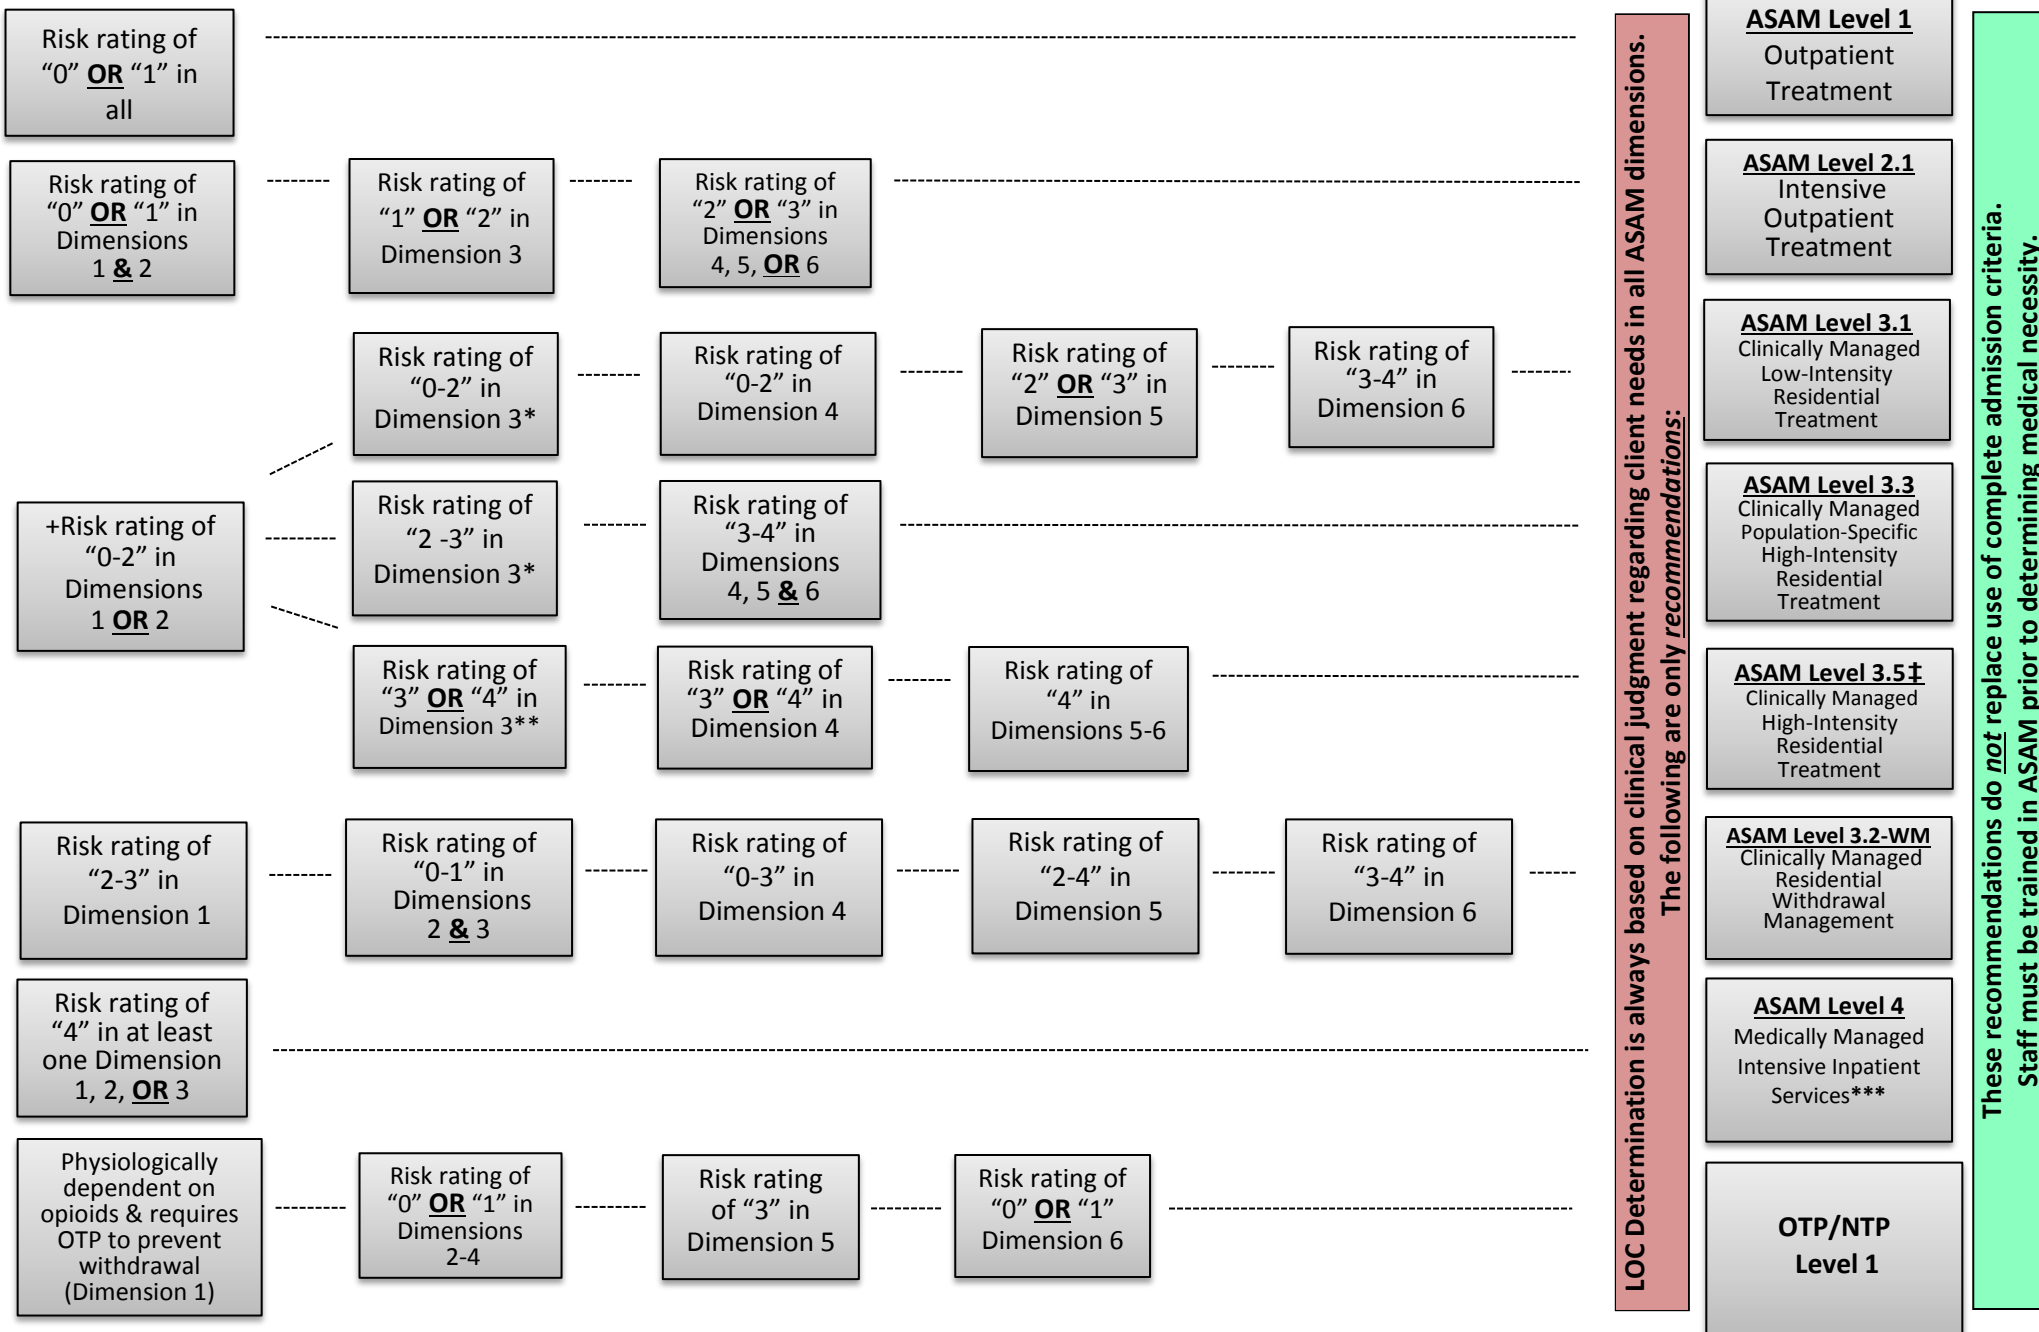 Risk rating of
“0” OR “1” in
all
ASAM Level 1
Outpatient
Treatment
Risk rating of
“0” OR “1” in
Dimensions
1 & 2
Risk rating of
“1” OR “2” in
Dimension 3
Risk rating of
“2” OR “3” in
Dimensions
4, 5, OR 6
ASAM Level 2.1
Intensive
Outpatient
Treatment
+Risk rating of
“0-2” in
Dimensions
1 OR 2
Risk rating of
“0-2” in
Dimension 3*
Risk rating of
“0-2” in
Dimension 4
Risk rating of
“2” OR “3” in
Dimension 5
Risk rating of
“3-4” in
Dimension 6
ASAM Level 3.1
Clinically Managed
Low-Intensity
Residential
Treatment
Risk rating of
“2 -3” in
Dimension 3*
Risk rating of
“3-4” in
Dimensions
4, 5 & 6
ASAM Level 3.3
Clinically Managed
Population-Specific
High-Intensity
Residential
Treatment
Risk rating of
“3” OR “4” in
Dimension 3**
Risk rating of
“3” OR “4” in
Dimension 4
Risk rating of
“4” in
Dimensions 5-6
ASAM Level 3.5‡
Clinically Managed
High-Intensity
Residential
Treatment
Risk rating of
“2-3” in
Dimension 1
Risk rating of
“0-1” in
Dimensions
2 & 3
Risk rating of
“0-3” in
Dimension 4
Risk rating of
“2-4” in
Dimension 5
Risk rating of
“3-4” in
Dimension 6
ASAM Level 3.2-WM
Clinically Managed
Residential
Withdrawal
Management
Risk rating of
“4” in at least
one Dimension
1, 2, OR 3
ASAM Level 4
Medically Managed
Intensive Inpatient
Services***
Physiologically
dependent on
opioids & requires
OTP to prevent
withdrawal
(Dimension 1)
Risk rating of
“0” OR “1” in
Dimensions
2-4
Risk rating
of “3” in
Dimension 5
Risk rating of
“0” OR “1”
Dimension 6
OTP/NTP
Level 1
LOC Determination is always based on clinical judgment regarding client needs in all ASAM dimensions.
The following are only recommendations:
These recommendations do not replace use of complete admission criteria.
Staff must be trained in ASAM prior to determining medical necessity.